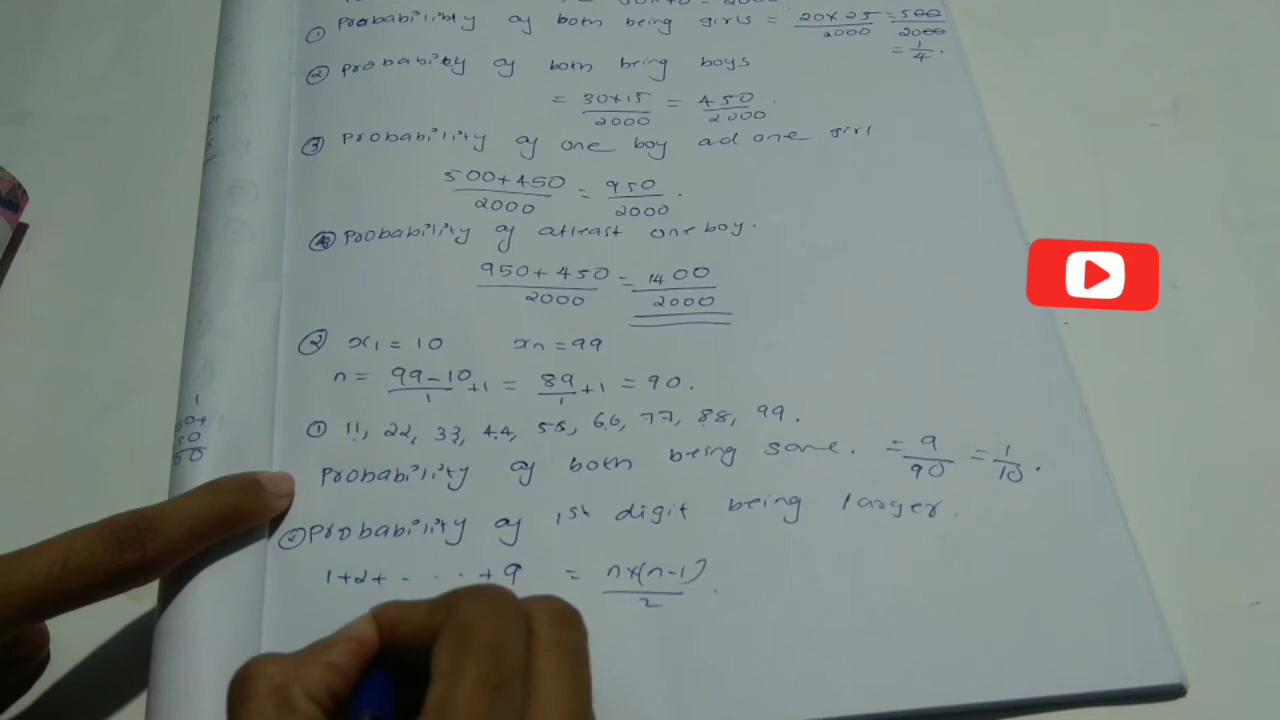 ① Probability of both being girls = 20×25/2000 = 500/2000
= 1/4.
② Probability of both being boys
= 30×15/2000 = 450/2000.
③ Probability of one boy ad one girl
500+450/2000 = 950/2000.
④ Probability of atleast one boy.
950+450/2000 = 1400/2000
② x1 = 10 xn = 99
n = 99-10/1 +1 = 89/1 +1 = 90.
① 11, 22, 33, 44, 55, 66, 77, 88, 99.
Probability of both being same. = 9/90 = 1/10.
② Probability of 1st digit being larger.
1+2+ - . . . +9 = n×(n-1)/2 .